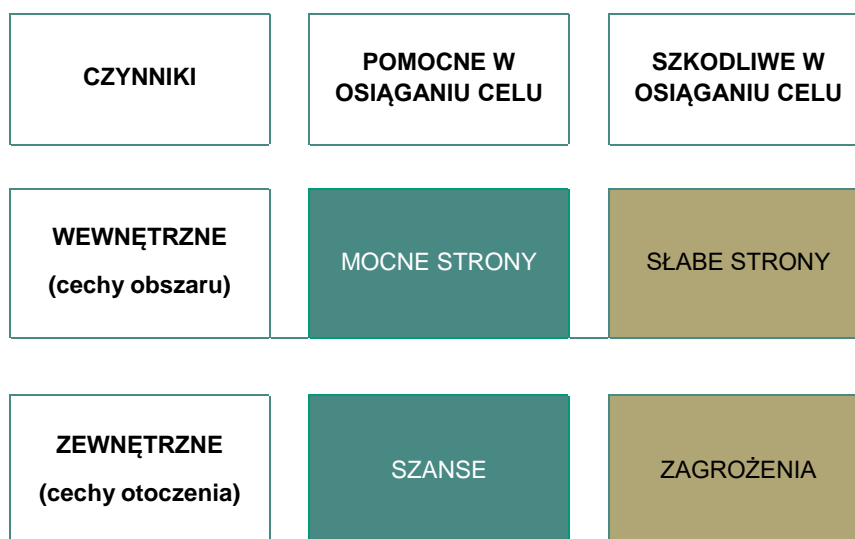 CZYNNIKI
POMOCNE W
OSIĄGANIU CELU
SZKODLIWE W
OSIĄGANIU CELU
WEWNĘTRZNE
(cechy obszaru)
MOCNE STRONY
SŁABE STRONY
ZEWNĘTRZNE
(cechy otoczenia)
SZANSE
ZAGROŻENIA